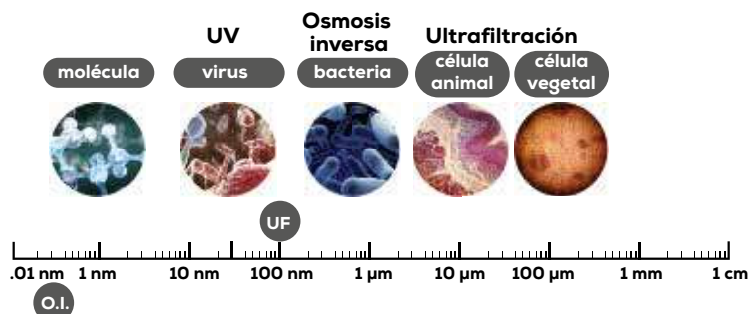 UV
Osmosis
inversa
Ultrafiltración
molécula
virus
bacteria
célula
animal
célula
vegetal
UF
.01 nm 1 nm 10 nm 100 nm 1 µm 10 µm 100 µm 1 mm 1 cm
O.I.